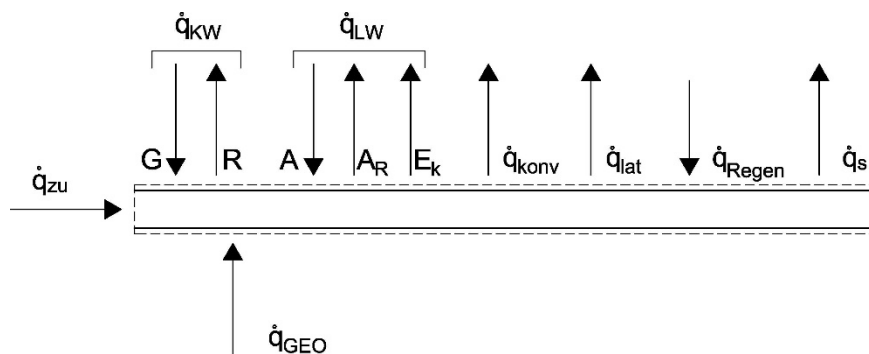 q̇KW q̇LW
G R A AR Ek q̇konv q̇lat q̇Regen q̇s
q̇zu
q̇GEO